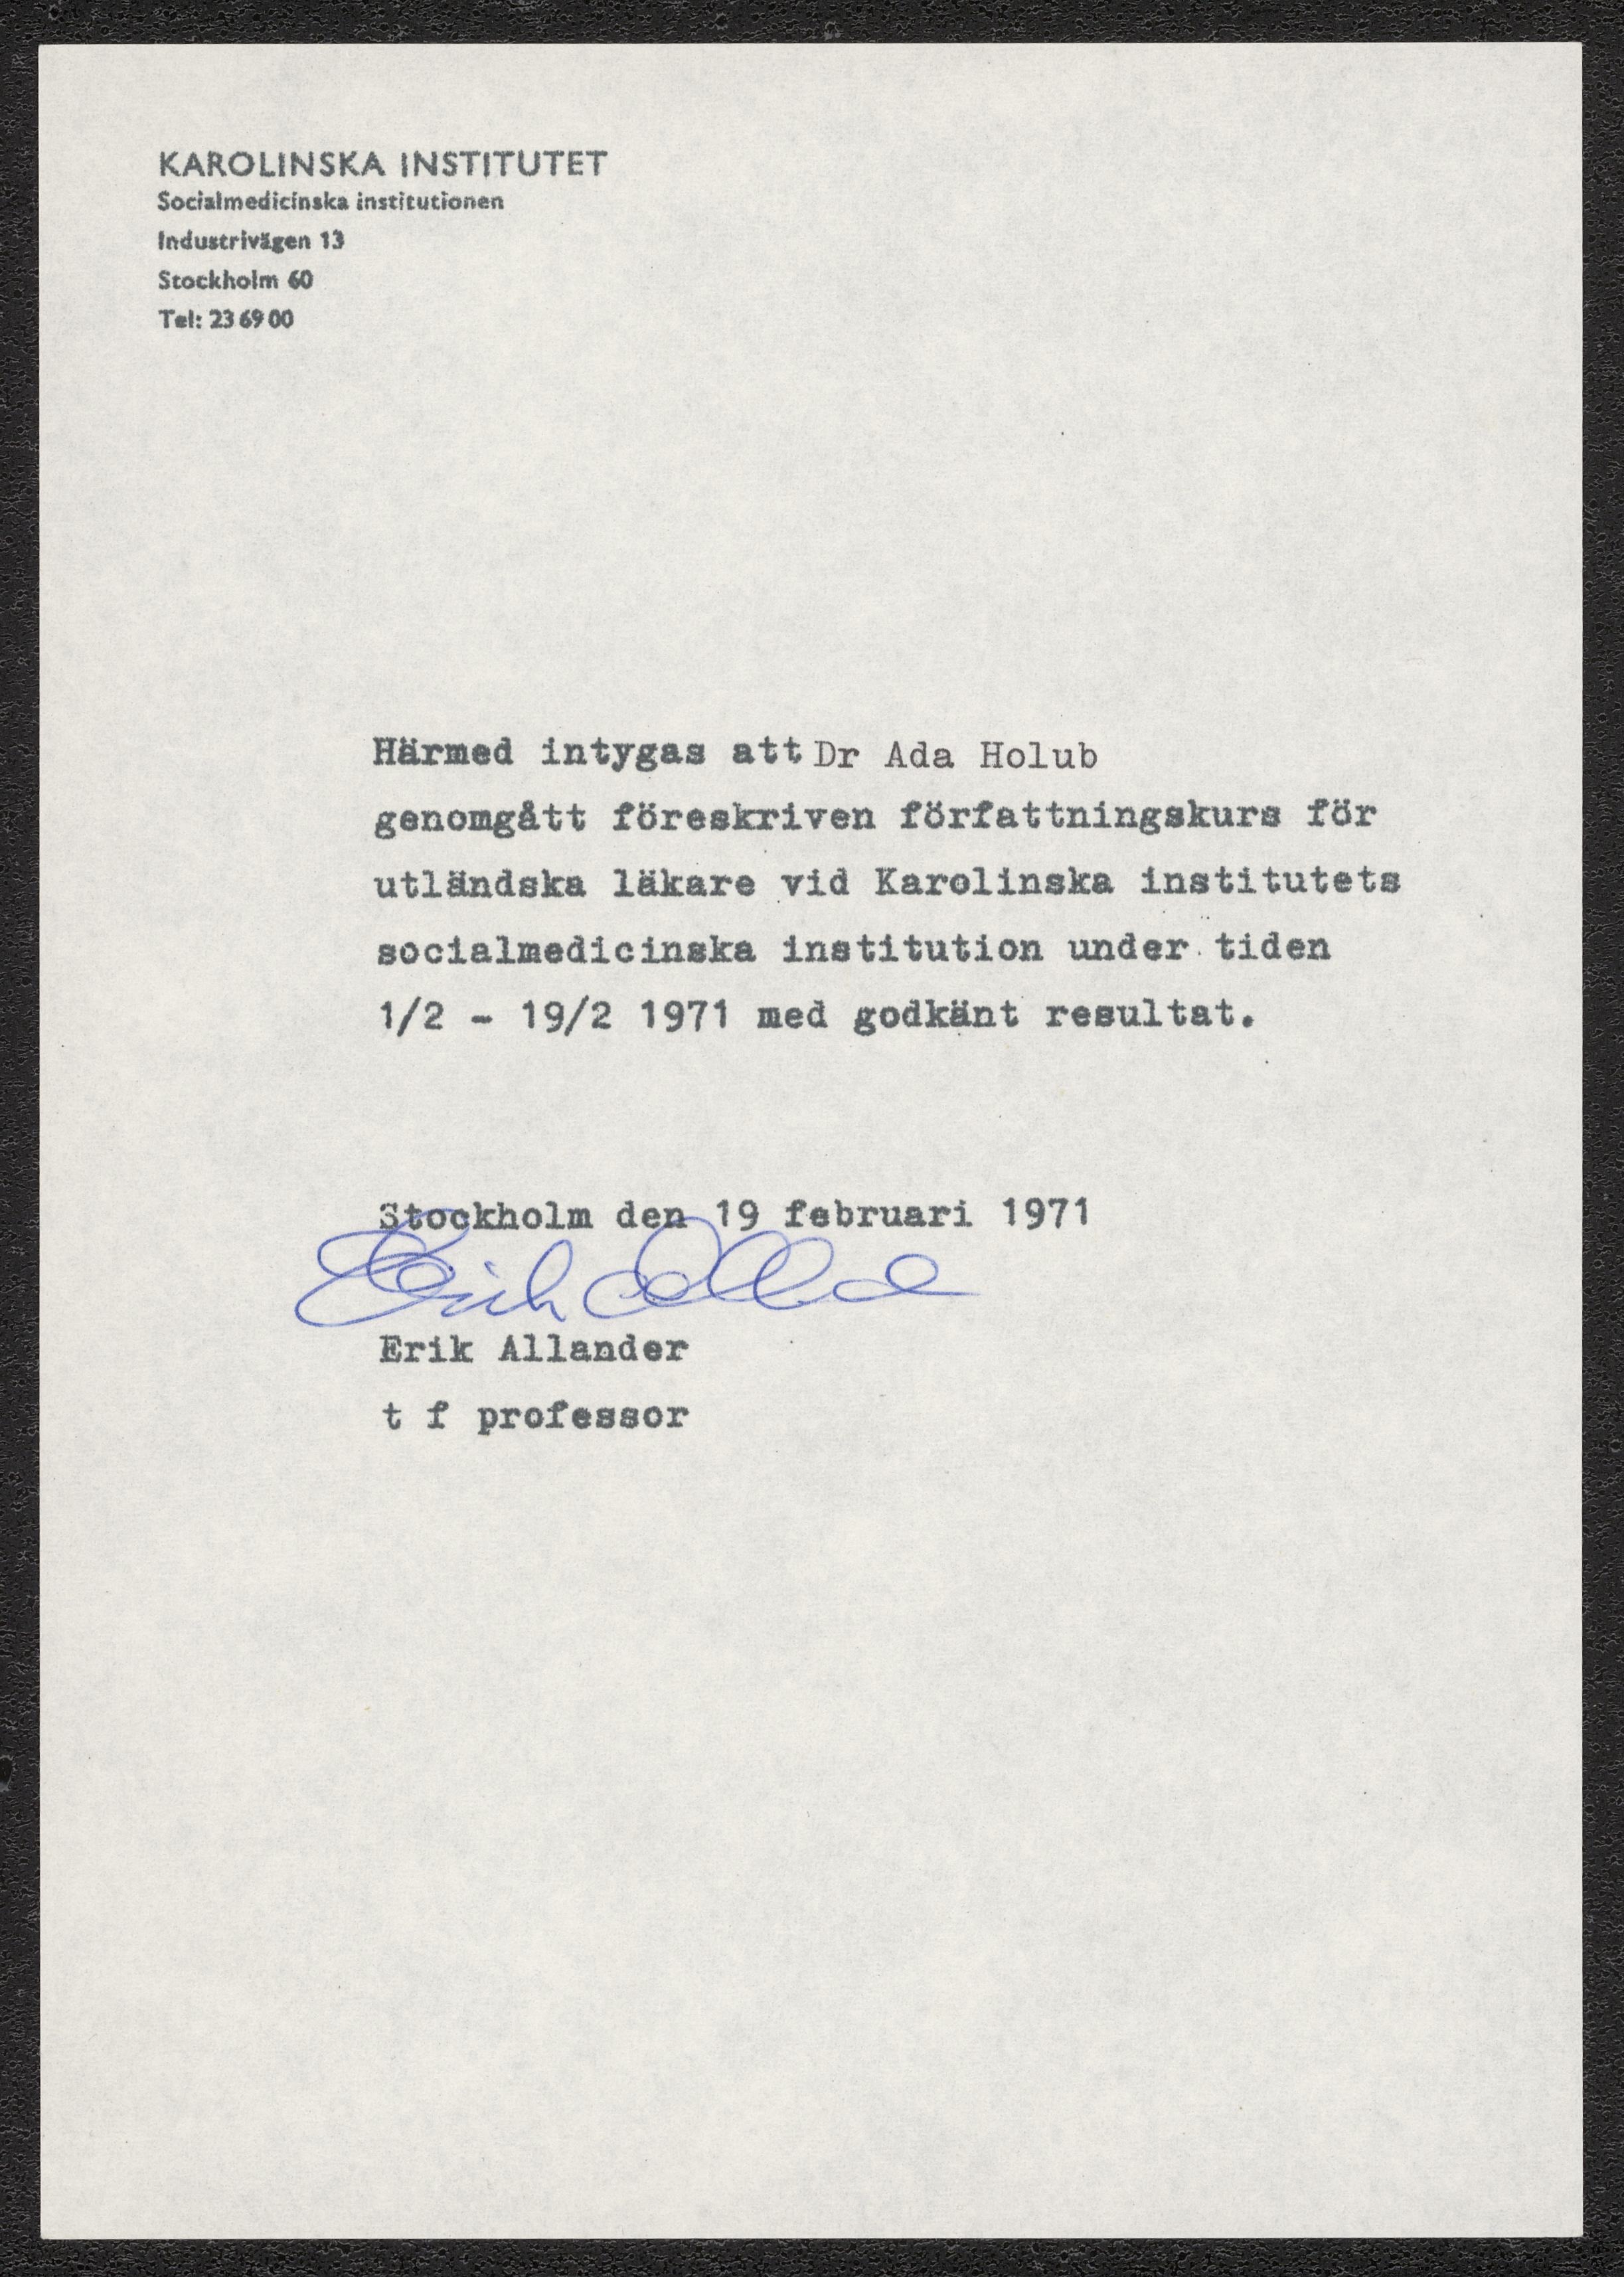 KAROLINSKA INSTITUTET
Socialmedicinska institutionen
Industrivägen 13
Stockholm 60
Tel: 23 69 00
Härmed intygas att Dr Ada Holub
genomgått föreskriven författningskurs för
utländska läkare vid Karolinska institutets
socialmedicinska institution under tiden
1/2 - 19/2 1971 med godkänt resultat.
Stockholm den 19 februari 1971
Erik Allander
Erik Allander
t f professor